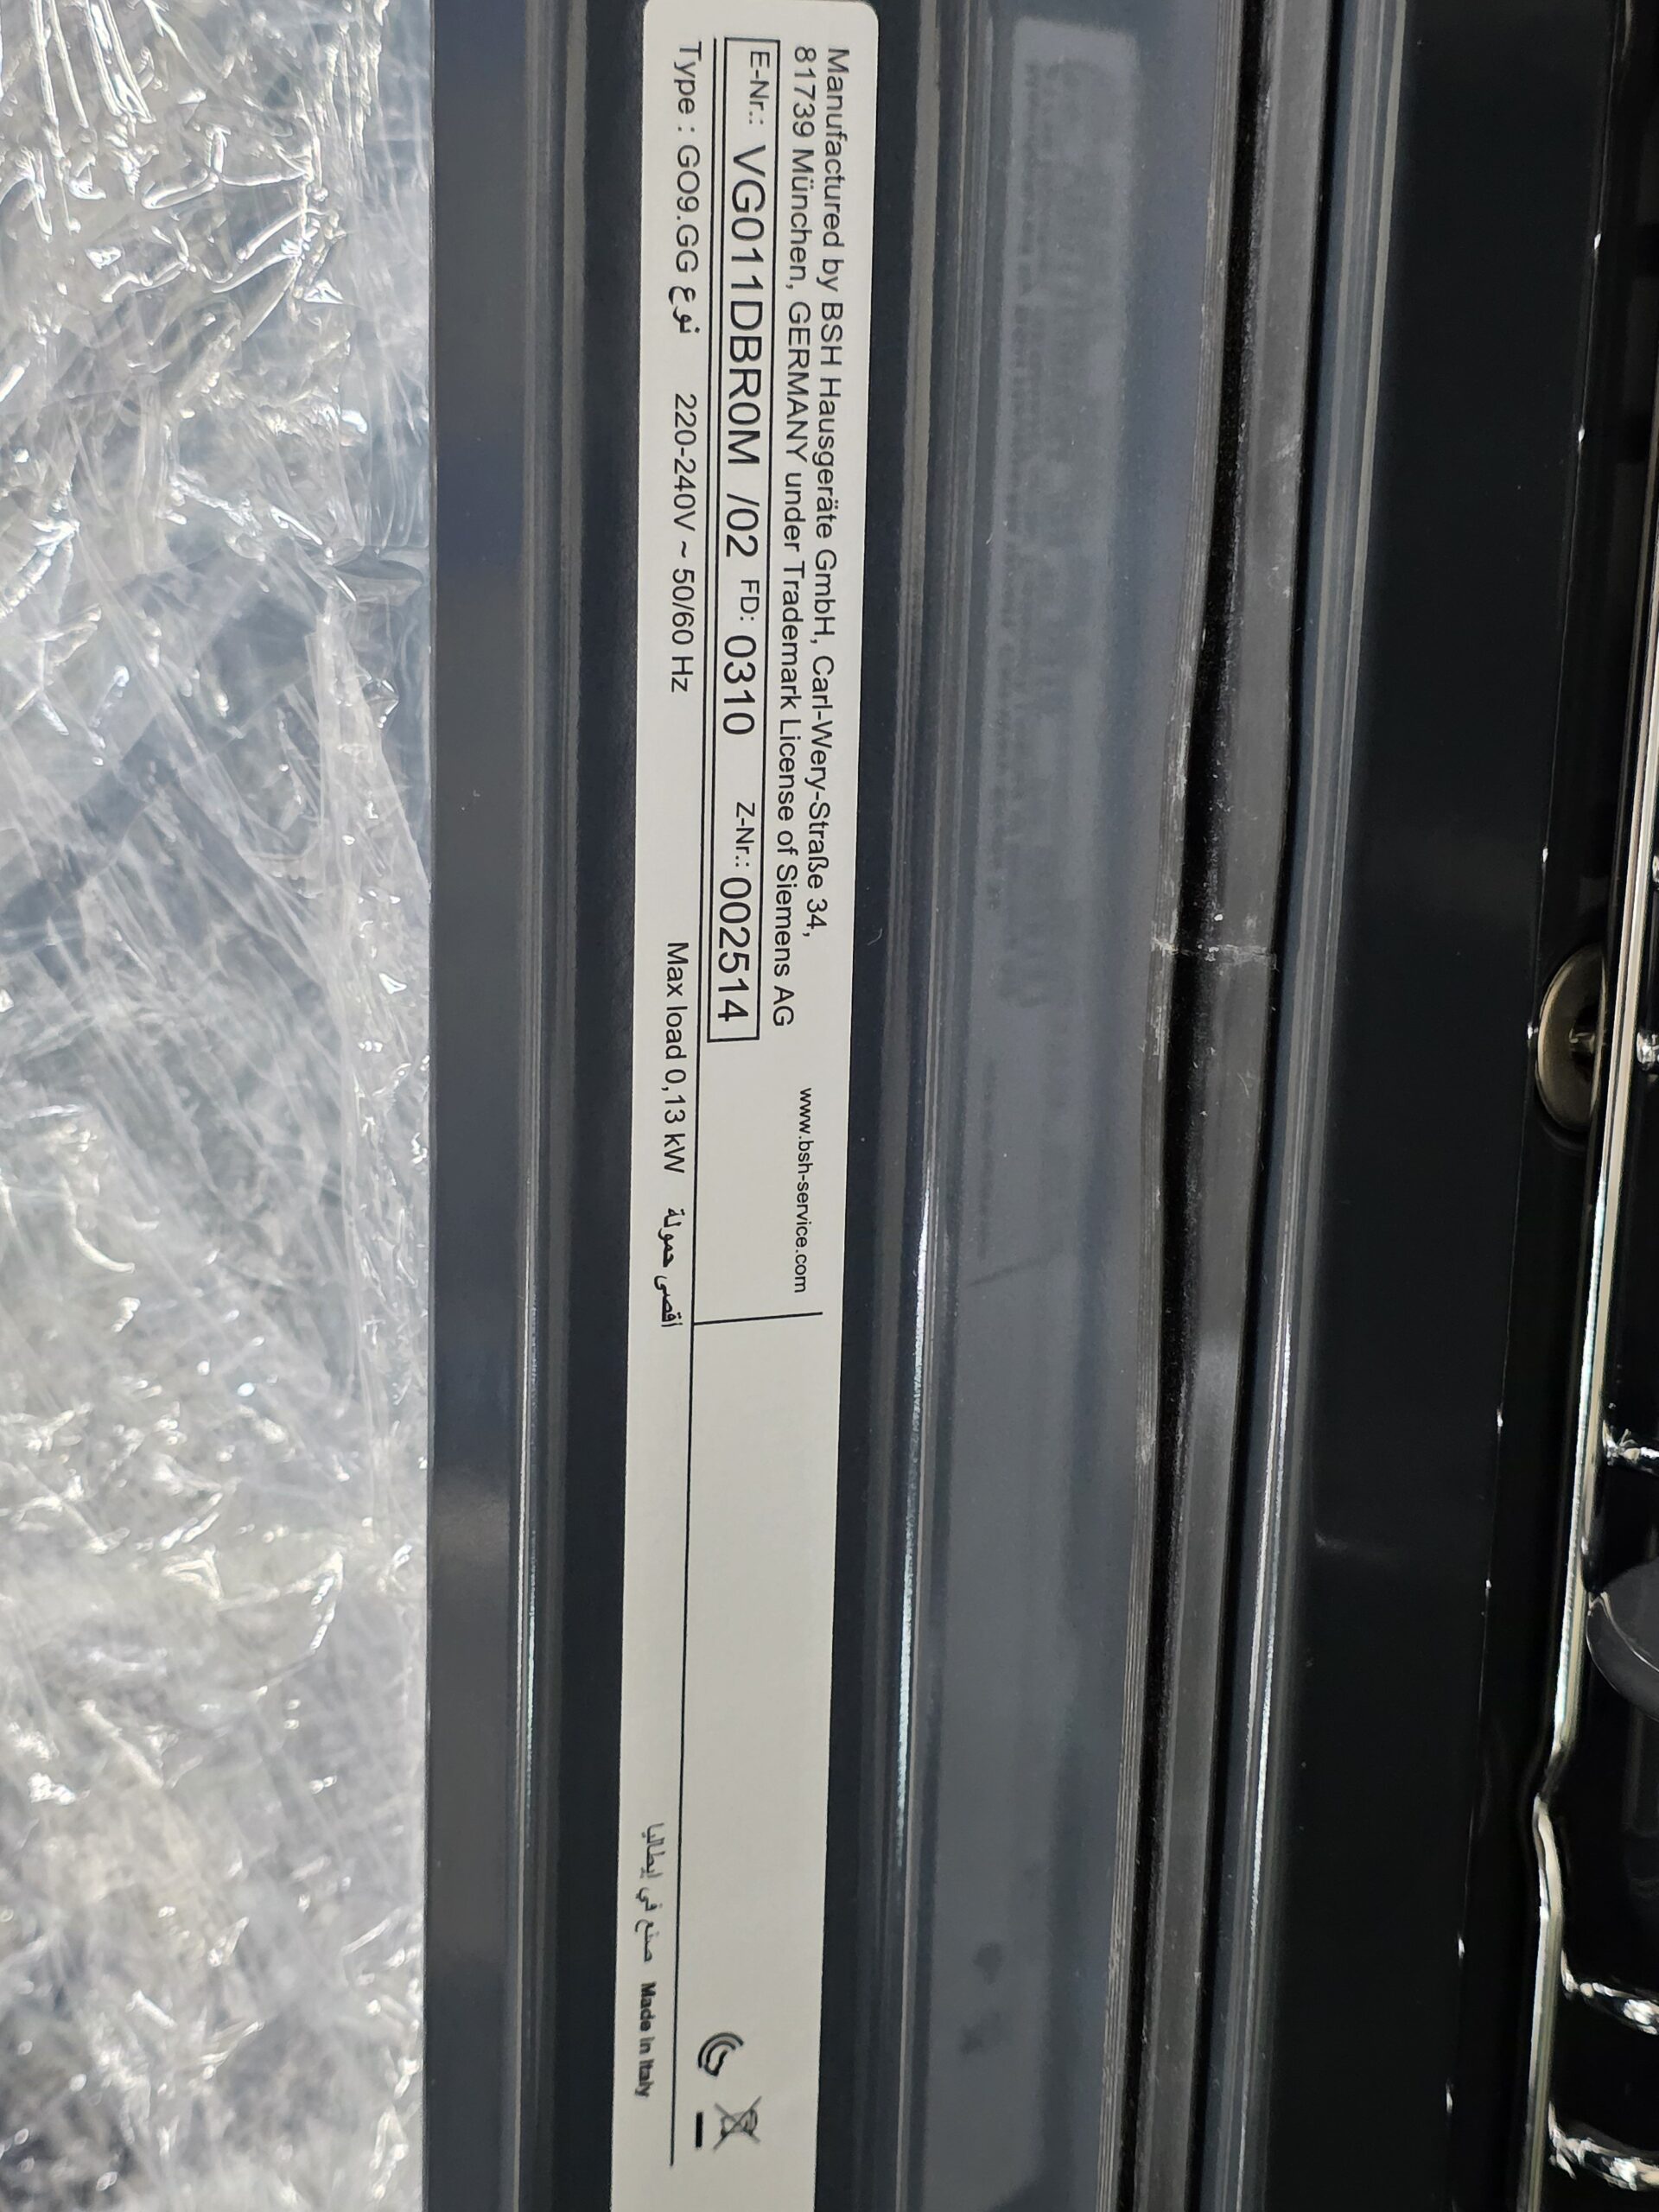 Manufactured by BSH Hausgeräte GmbH, Carl-Wery-Straße 34,
81739 München, GERMANY under Trademark License of Siemens AG
www.bsh-service.com
E-Nr.: VG011DBR0M /02 FD: 0310 Z-Nr.: 002514
Type : GO9.GG نوع 220-240V ~ 50/60 Hz Max load 0,13 kW أقصى حمولة
صنع في إيطاليا Made in Italy